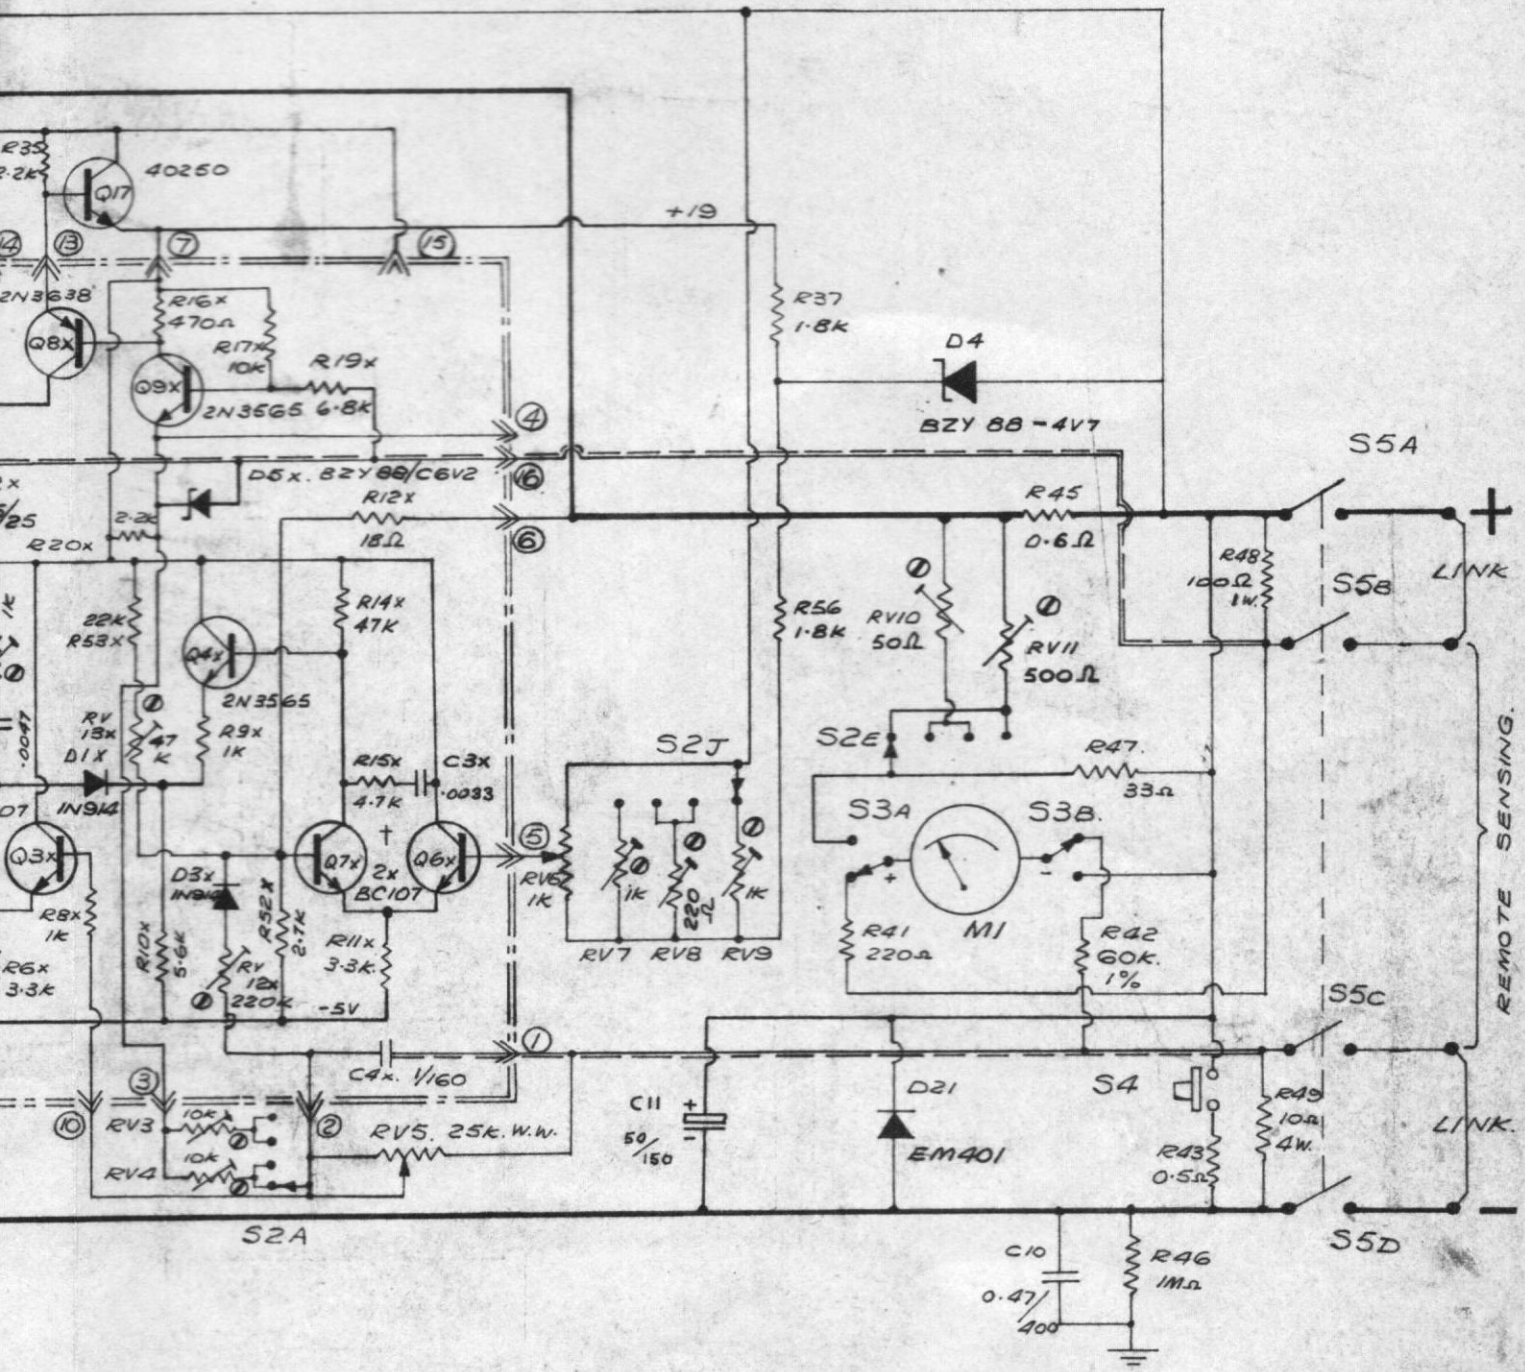 R35
2.2K
Q17
40250
+19
14
13
7
15
2N3638
R16x
470Ω
R37
1.8K
Q8x
R17x
10K
R19x
D4
Q9x
2N3565
6.8K
4
BZY 88-4V7
S5A
D5x. BZY88/C6V2
16
R12x
R45
+
/25
2.2K
18Ω
6
0.6Ω
R20x
R48
100Ω
1W.
S5B
LINK
1K
22K
R53x
R14x
47K
R56
1.8K
RV10
50Ω
RV11
500Ω
Q4x
2N3565
.0047
RV
13x
47
K
R9x
1K
S2J
S2E
R47.
33Ω
REMOTE SENSING.
D1x
R15x
4.7K
C3x
.0033
IN914
S3A
S3B.
Q3x
Q7x
†
2x
BC107
Q6x
5
RV6
1K
1K
220
Ω
1K
+
-
D3x
IN914
R52x
2.7K
R8x
1K
R10x
5.6K
R11x
3.3K.
M1
R41
220Ω
R42
60K.
1%
RV7
RV8
RV9
R6x
3.3K
RV
12x
220K
-5V
S5C
1
C4x. 1/160
3
D21
S4
R49
10Ω
4W.
10
RV3
10K
2
RV5. 25K.W.W.
C11
+
-
50/150
EM401
R43
0.5Ω
LINK.
RV4
10K
S2A
S5D
-
C10
0.47/400
R46
1MΩ